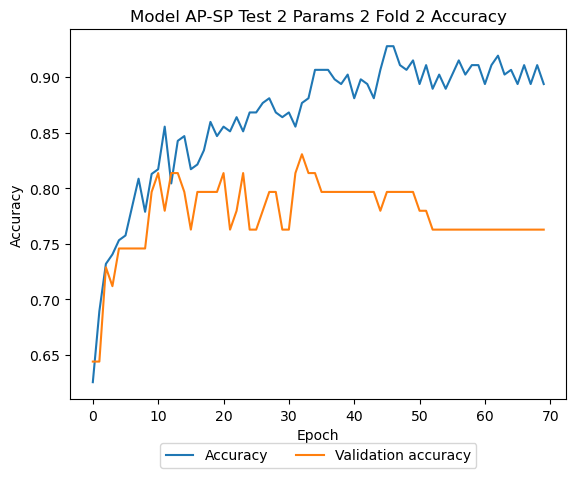 Model AP-SP Test 2 Params 2 Fold 2 Accuracy
0.90
0.85
0.80
0.75
0.70
0.65
Accuracy
0 10 20 30 40 50 60 70
Epoch
Accuracy Validation accuracy